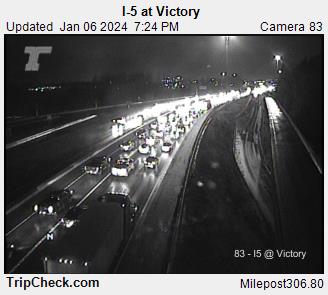 I-5 at Victory
Updated Jan 06 2024 7:24 PM Camera 83
83 - I5 @ Victory
TripCheck.com Milepost306.80